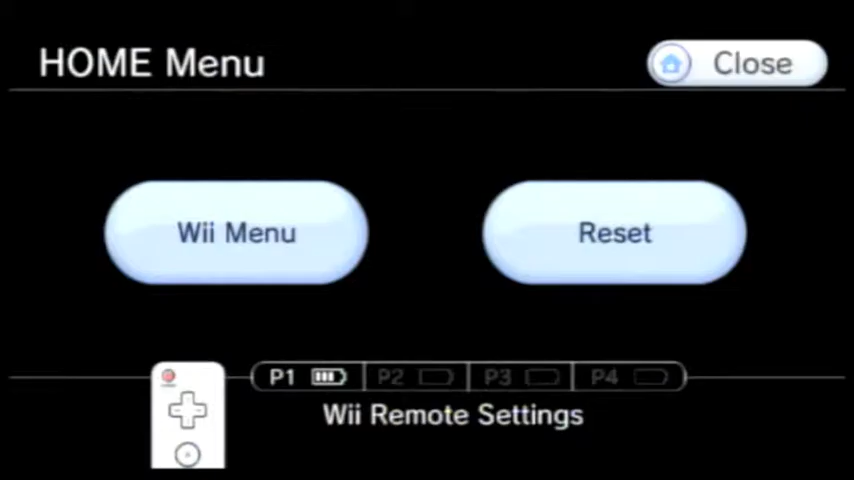 HOME Menu
Close
Wii Menu
Reset
P1 P2 P3 P4
Wii Remote Settings